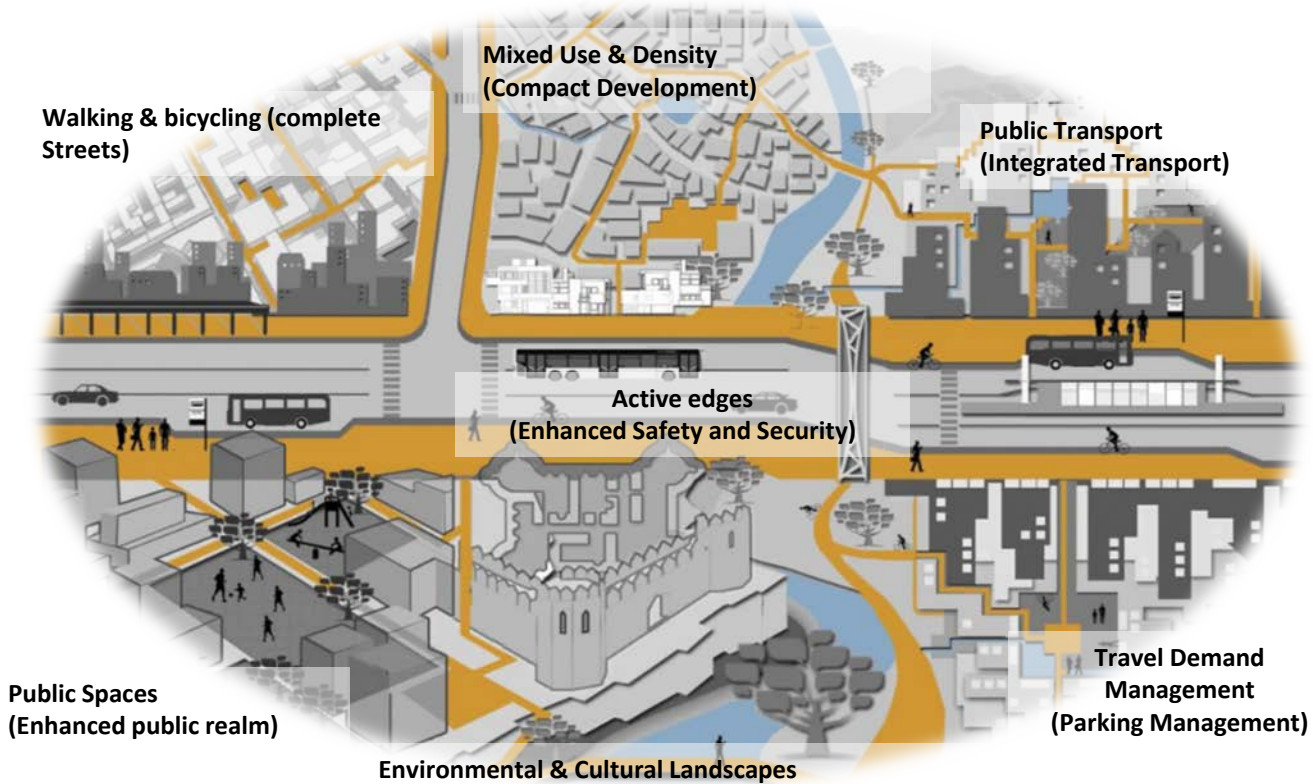 Mixed Use & Density
(Compact Development)
Walking & bicycling (complete
Streets)
Public Transport
(Integrated Transport)
Active edges
(Enhanced Safety and Security)
Public Spaces
(Enhanced public realm)
Travel Demand
Management
(Parking Management)
Environmental & Cultural Landscapes